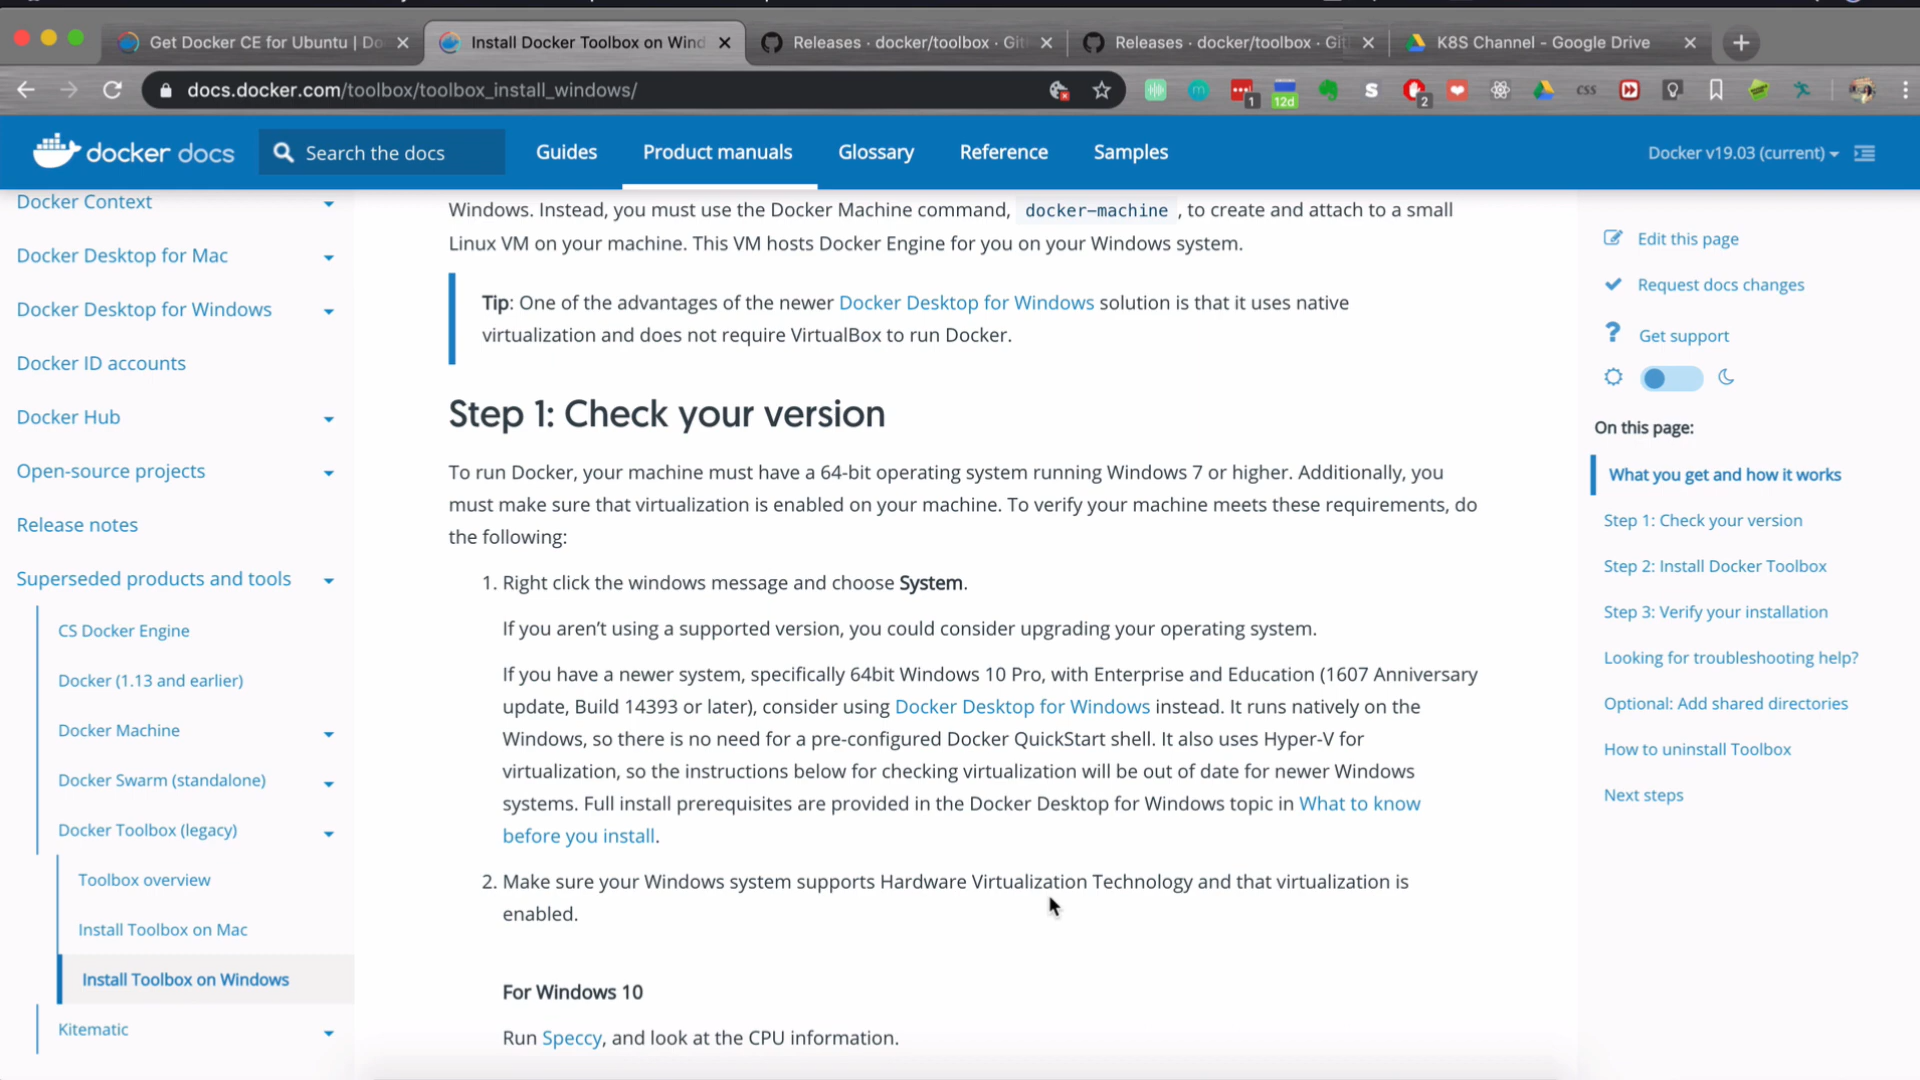 Get Docker CE for Ubuntu | Do
Install Docker Toolbox on Wind
Releases · docker/toolbox · Git
Releases · docker/toolbox · Git
K8S Channel - Google Drive
docs.docker.com/toolbox/toolbox_install_windows/
1
12d
S
2
css
docker docs
Search the docs
Guides
Product manuals
Glossary
Reference
Samples
Docker v19.03 (current)
Docker Context
Docker Desktop for Mac
Docker Desktop for Windows
Docker ID accounts
Docker Hub
Open-source projects
Release notes
Superseded products and tools
CS Docker Engine
Docker (1.13 and earlier)
Docker Machine
Docker Swarm (standalone)
Docker Toolbox (legacy)
Toolbox overview
Install Toolbox on Mac
Install Toolbox on Windows
Kitematic
Windows. Instead, you must use the Docker Machine command, docker-machine , to create and attach to a small
Linux VM on your machine. This VM hosts Docker Engine for you on your Windows system.
Tip: One of the advantages of the newer Docker Desktop for Windows solution is that it uses native
virtualization and does not require VirtualBox to run Docker.
Step 1: Check your version
To run Docker, your machine must have a 64-bit operating system running Windows 7 or higher. Additionally, you
must make sure that virtualization is enabled on your machine. To verify your machine meets these requirements, do
the following:
1. Right click the windows message and choose System.
If you aren't using a supported version, you could consider upgrading your operating system.
If you have a newer system, specifically 64bit Windows 10 Pro, with Enterprise and Education (1607 Anniversary
update, Build 14393 or later), consider using Docker Desktop for Windows instead. It runs natively on the
Windows, so there is no need for a pre-configured Docker QuickStart shell. It also uses Hyper-V for
virtualization, so the instructions below for checking virtualization will be out of date for newer Windows
systems. Full install prerequisites are provided in the Docker Desktop for Windows topic in What to know
before you install.
2. Make sure your Windows system supports Hardware Virtualization Technology and that virtualization is
enabled.
For Windows 10
Run Speccy, and look at the CPU information.
Edit this page
Request docs changes
Get support
On this page:
What you get and how it works
Step 1: Check your version
Step 2: Install Docker Toolbox
Step 3: Verify your installation
Looking for troubleshooting help?
Optional: Add shared directories
How to uninstall Toolbox
Next steps